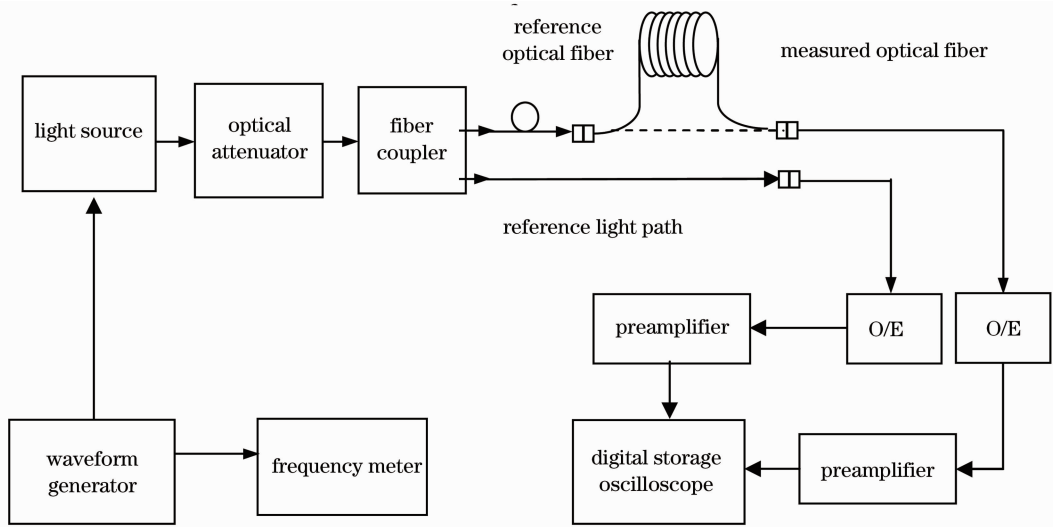 reference
optical fiber
measured optical fiber
light source
optical
attenuator
fiber
coupler
reference light path
preamplifier
O/E
O/E
waveform
generator
frequency meter
digital storage
oscilloscope
preamplifier